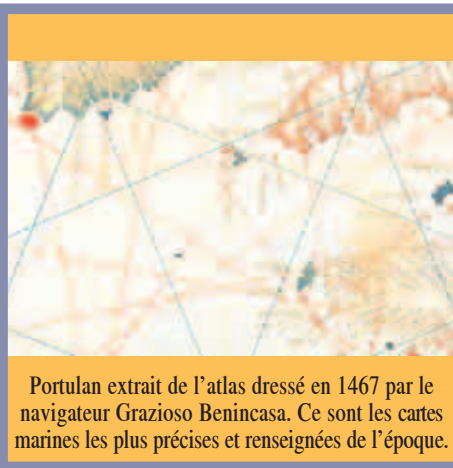 Portulan extrait de l’atlas dressé en 1467 par le
navigateur Grazioso Benincasa. Ce sont les cartes
marines les plus précises et renseignées de l’époque.